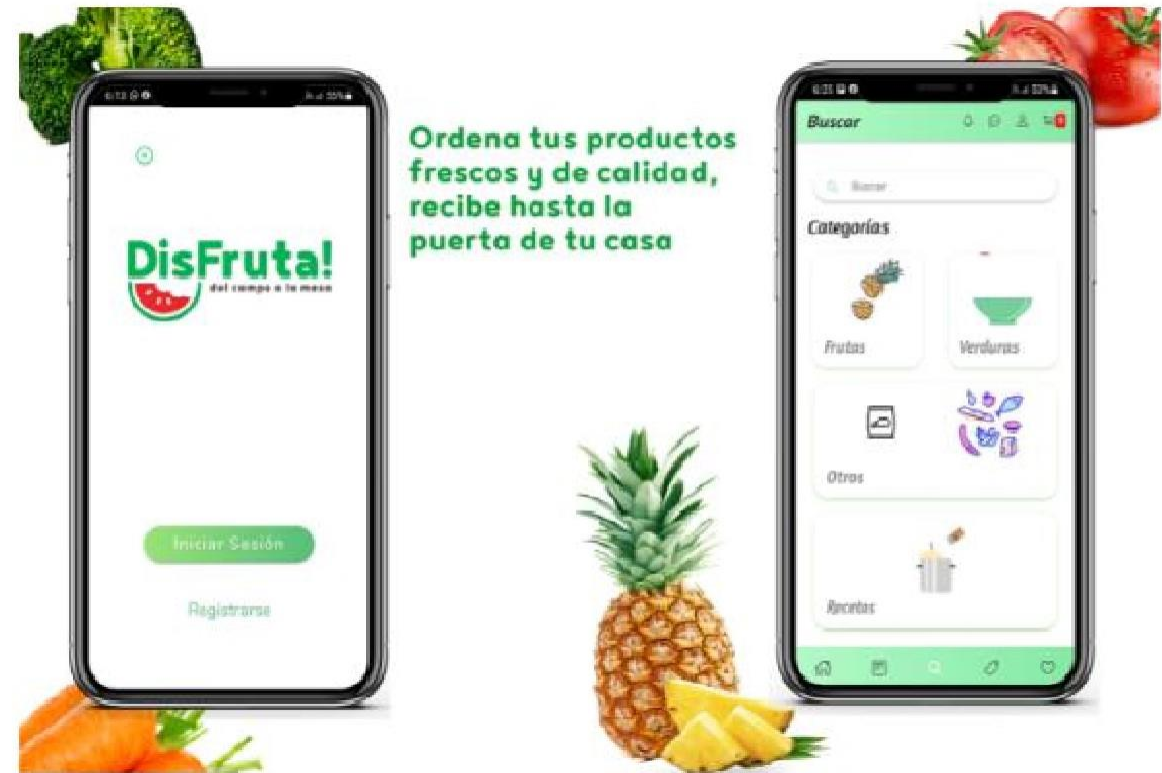 DisFruta!
del campo a la mesa
Iniciar Sesión
Registrarse
Ordena tus productos
frescos y de calidad,
recibe hasta la
puerta de tu casa
Buscar
Buscar
Categorías
Frutas
Verduras
Otros
Recetas